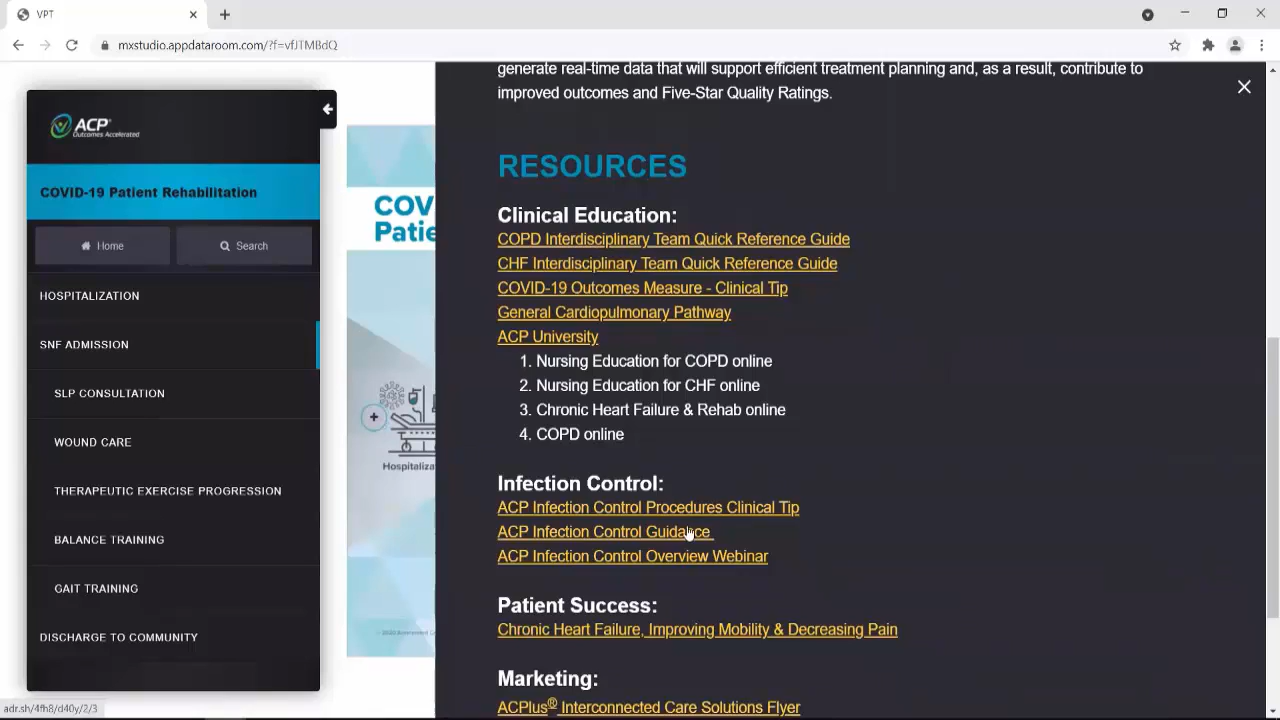 VPT
mxstudio.appdataroom.com/?f=vfJTMBdQ
ACP
Outcomes Accelerated
COVID-19 Patient Rehabilitation
Home
Search
HOSPITALIZATION
SNF ADMISSION
SLP CONSULTATION
WOUND CARE
THERAPEUTIC EXERCISE PROGRESSION
BALANCE TRAINING
GAIT TRAINING
DISCHARGE TO COMMUNITY
COV
Patie
Hospitaliza
generate real-time data that will support efficient treatment planning and, as a result, contribute to
improved outcomes and Five-Star Quality Ratings.
RESOURCES
Clinical Education:
COPD Interdisciplinary Team Quick Reference Guide
CHF Interdisciplinary Team Quick Reference Guide
COVID-19 Outcomes Measure - Clinical Tip
General Cardiopulmonary Pathway
ACP University
1. Nursing Education for COPD online
2. Nursing Education for CHF online
3. Chronic Heart Failure & Rehab online
4. COPD online
Infection Control:
ACP Infection Control Procedures Clinical Tip
ACP Infection Control Guidance
ACP Infection Control Overview Webinar
Patient Success:
Chronic Heart Failure, Improving Mobility & Decreasing Pain
Marketing:
ACPlus® Interconnected Care Solutions Flyer
adr.sh/4fh8/d40y/2/3